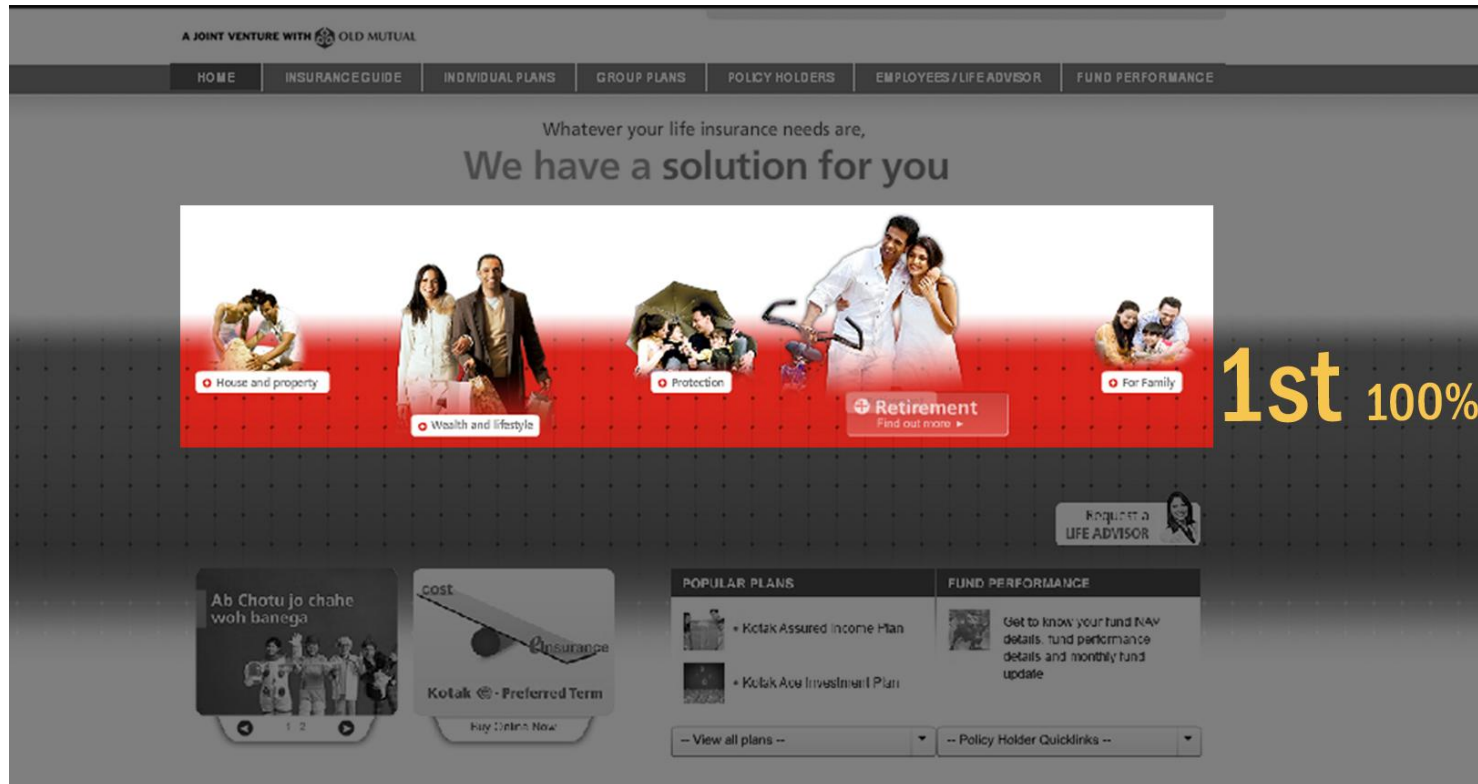 A JOINT VENTURE WITH OLD MUTUAL
HOME
INSURANCE GUIDE
INDIVIDUAL PLANS
GROUP PLANS
POLICY HOLDERS
EMPLOYEES / LIFE ADVISOR
FUND PERFORMANCE
Whatever your life insurance needs are,
We have a solution for you
House and property
Wealth and lifestyle
Protection
Retirement
Find out more
For Family
1st 100%
Request a
LIFE ADVISOR
Ab Chotu jo chahe
woh banega
1 2
cost
einsurance
Kotak e - Preferred Term
Buy Online Now
POPULAR PLANS
Kotak Assured Income Plan
Kotak Ace Investment Plan
-- View all plans --
FUND PERFORMANCE
Get to know your fund NAV
details, fund performance
details and monthly fund
update
-- Policy Holder Quicklinks --